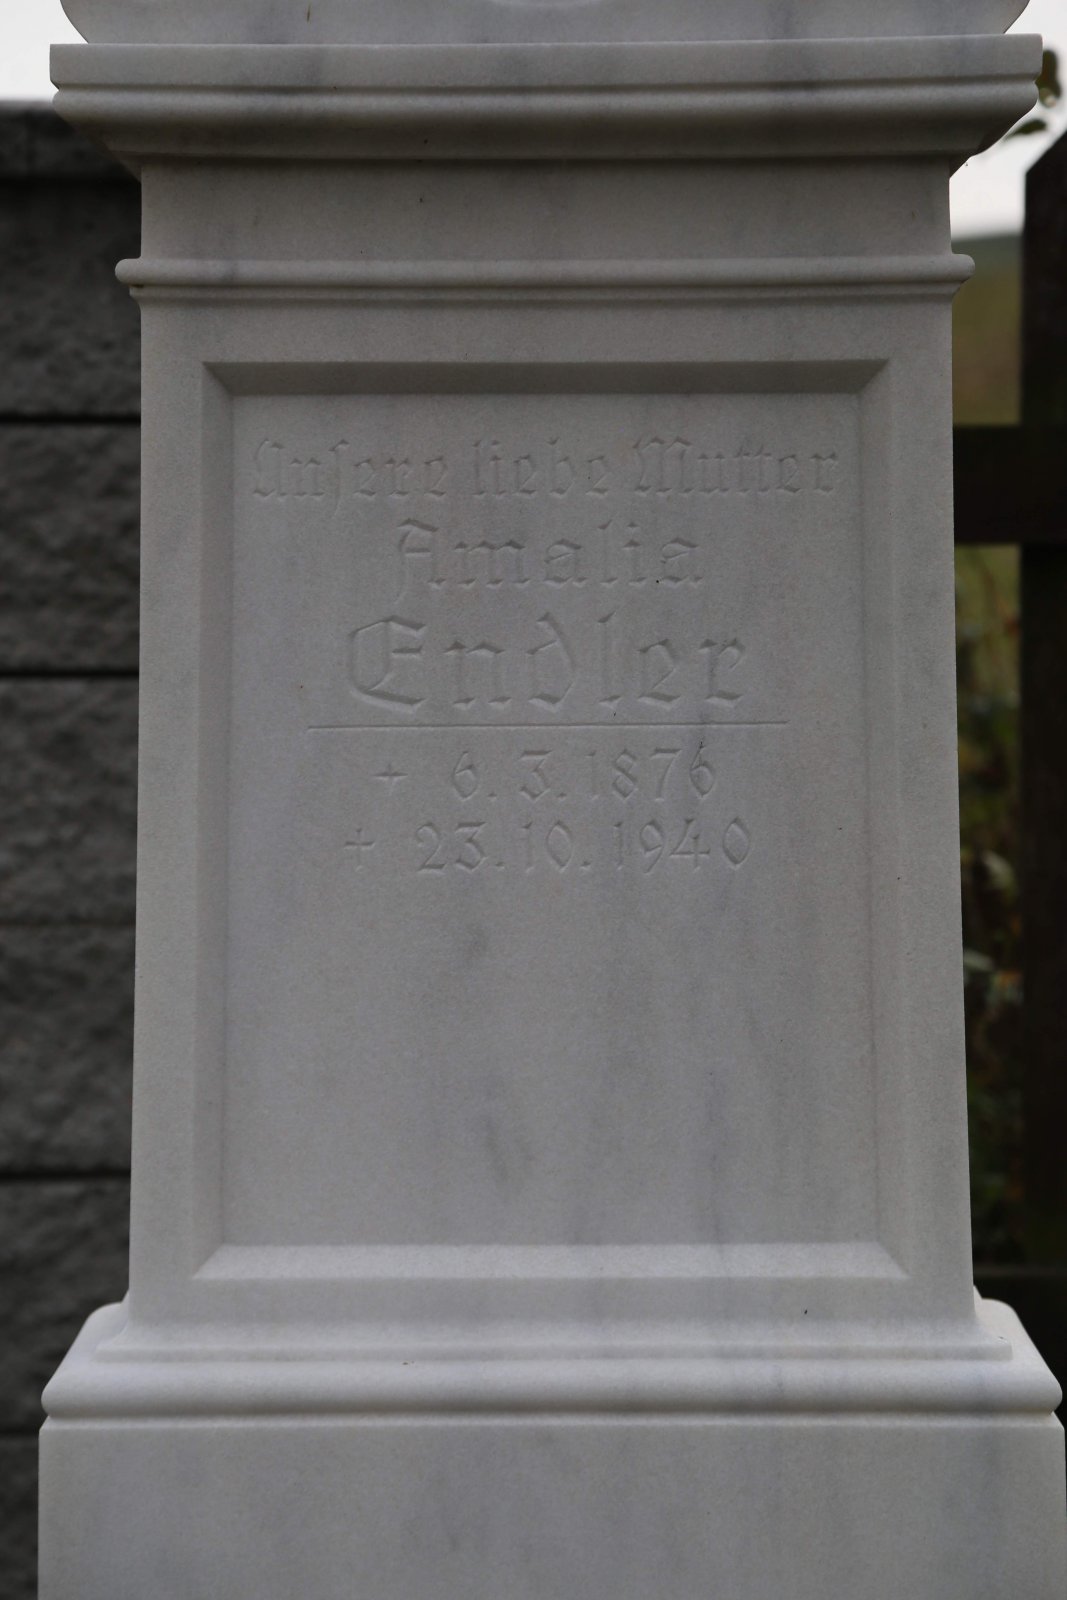 Unsere liebe Mutter
Amalia
Endler
+ 6.3.1876
+ 23.10.1940